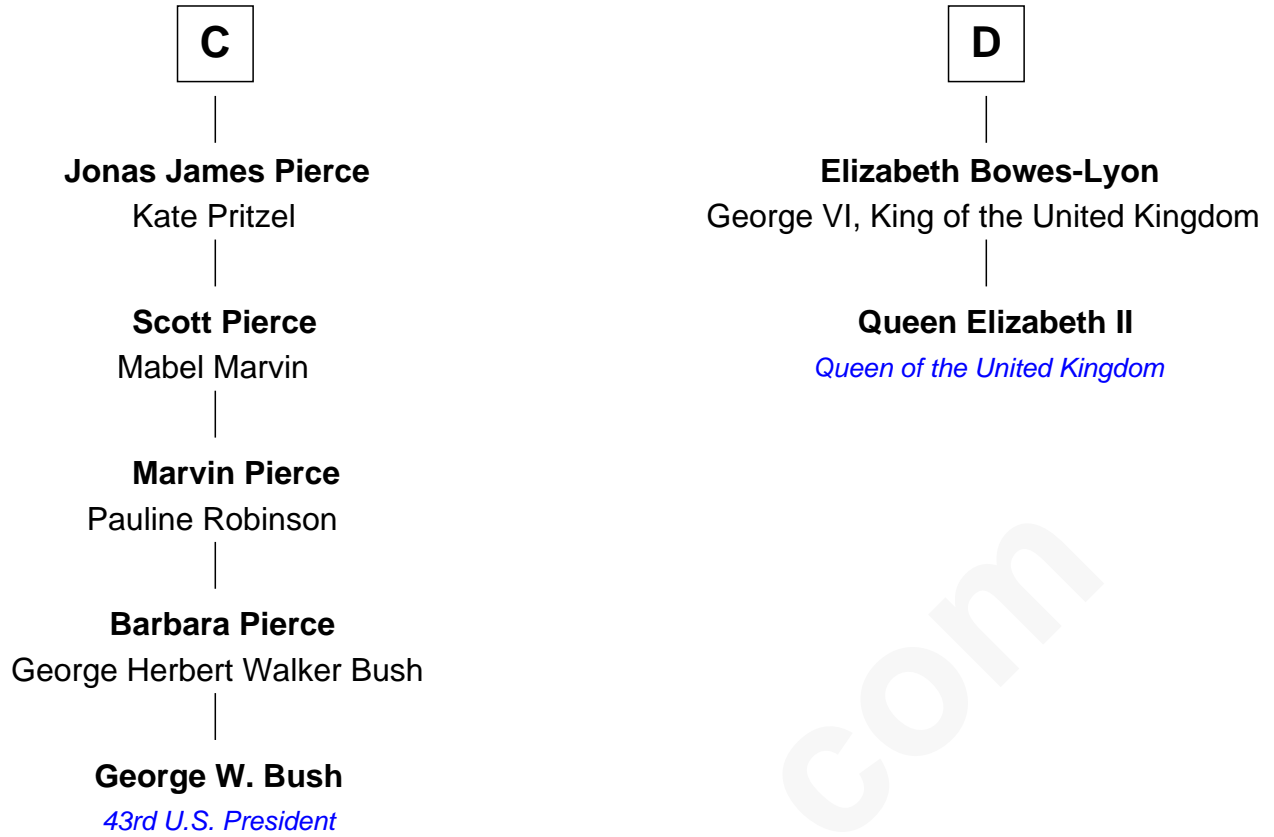 C
Jonas James Pierce
Kate Pritzel
Scott Pierce
Mabel Marvin
Marvin Pierce
Pauline Robinson
Barbara Pierce
George Herbert Walker Bush
George W. Bush
43rd U.S. President
D
Elizabeth Bowes-Lyon
George VI, King of the United Kingdom
Queen Elizabeth II
Queen of the United Kingdom
com